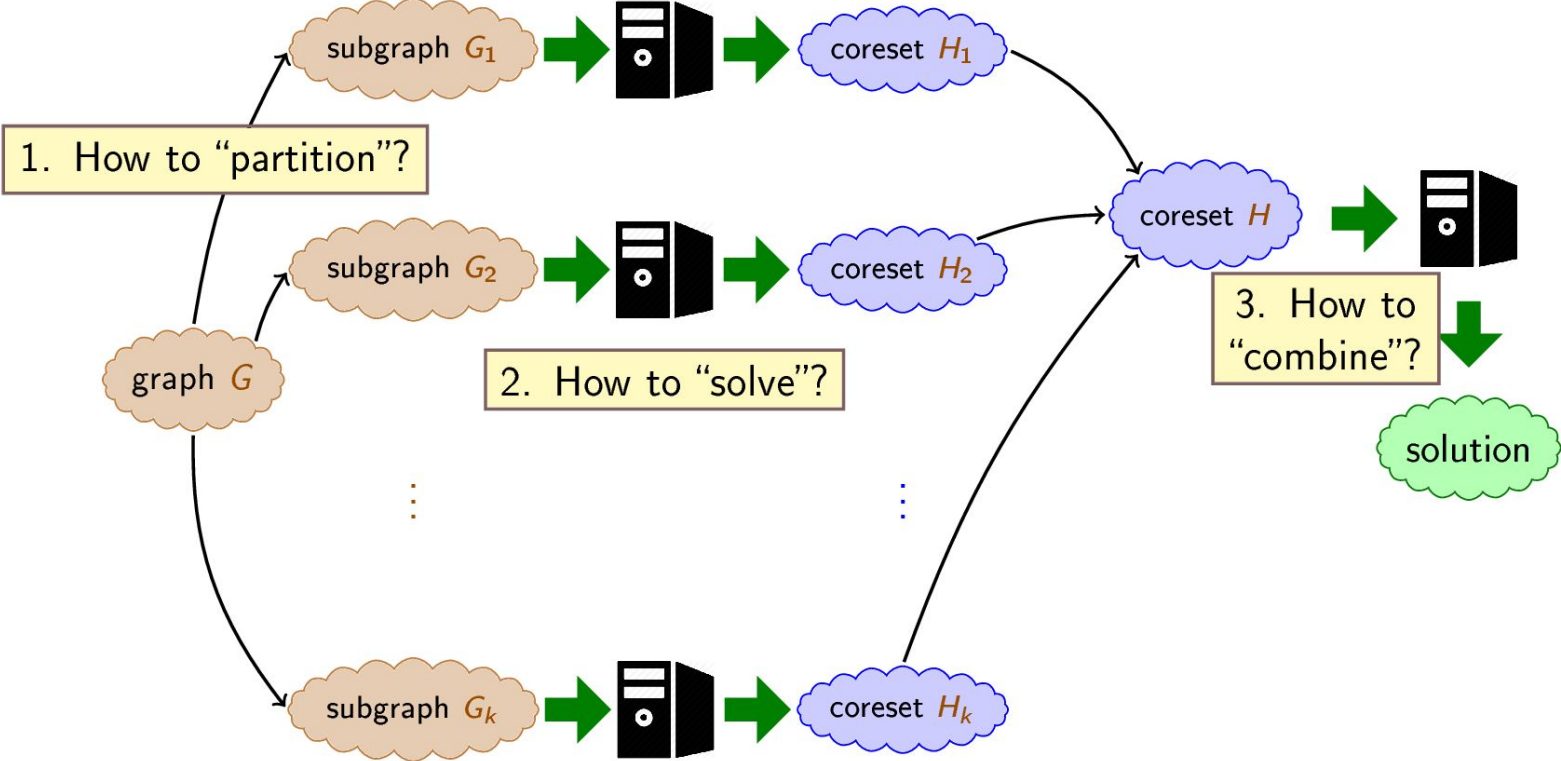 subgraph G₁
coreset H₁
1. How to “partition”?
subgraph G₂
coreset H₂
coreset H
graph G
2. How to “solve”?
3. How to
“combine”?
solution
⋮
⋮
subgraph Gₖ
coreset Hₖ